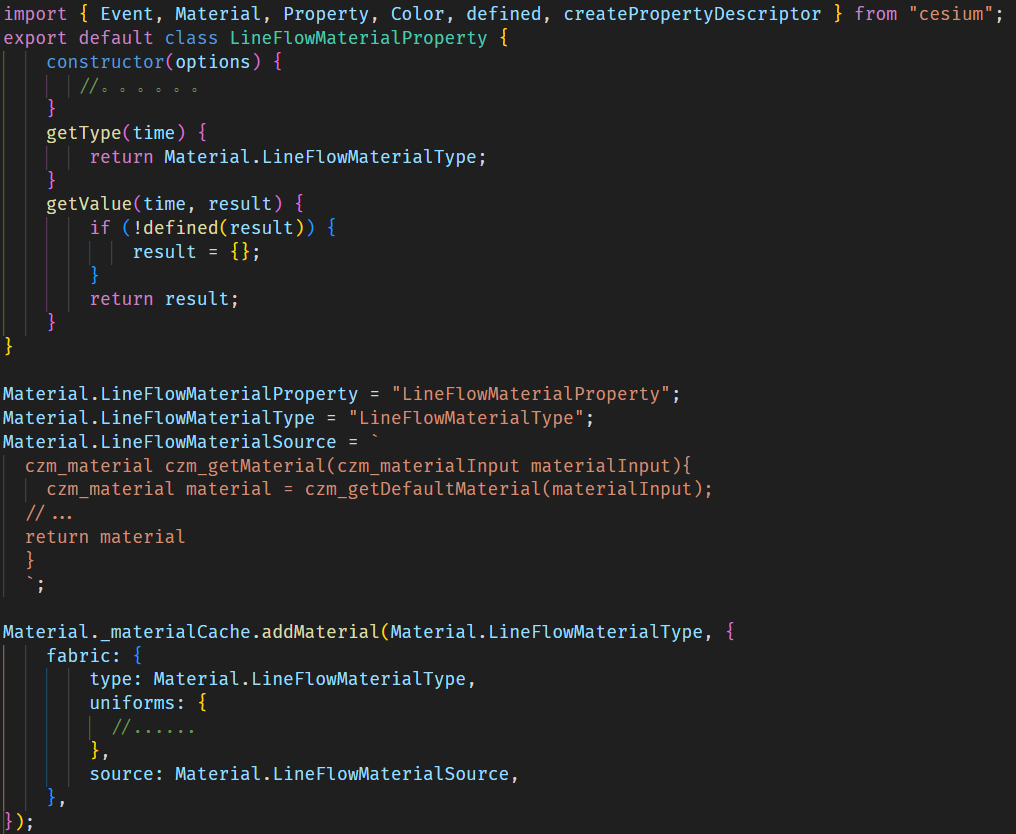 import { Event, Material, Property, Color, defined, createPropertyDescriptor } from "cesium";
export default class LineFlowMaterialProperty {
    constructor(options) {
        //。。。。。。
    }
    getType(time) {
        return Material.LineFlowMaterialType;
    }
    getValue(time, result) {
        if (!defined(result)) {
            result = {};
        }
        return result;
    }
}

Material.LineFlowMaterialProperty = "LineFlowMaterialProperty";
Material.LineFlowMaterialType = "LineFlowMaterialType";
Material.LineFlowMaterialSource = `
  czm_material czm_getMaterial(czm_materialInput materialInput){
    czm_material material = czm_getDefaultMaterial(materialInput);
  //...
  return material
  }
  `;

Material._materialCache.addMaterial(Material.LineFlowMaterialType, {
    fabric: {
        type: Material.LineFlowMaterialType,
        uniforms: {
          //......
        },
        source: Material.LineFlowMaterialSource,
    },
});